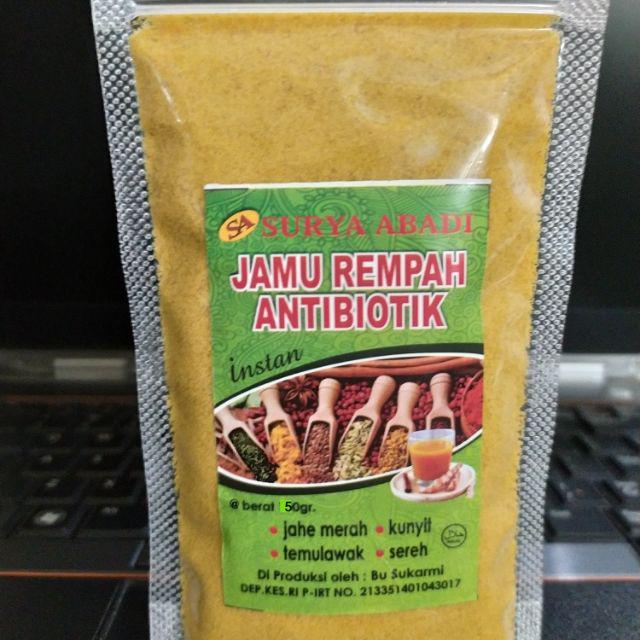 SA SURYA ABADI
JAMU REMPAH
ANTIBIOTIK
instan
@ berat 50gr.
• jahe merah • kunyit
• temulawak • sereh
Di Produksi oleh : Bu Sukarmi
DEP.KES.RI P-IRT NO. 213351401043017